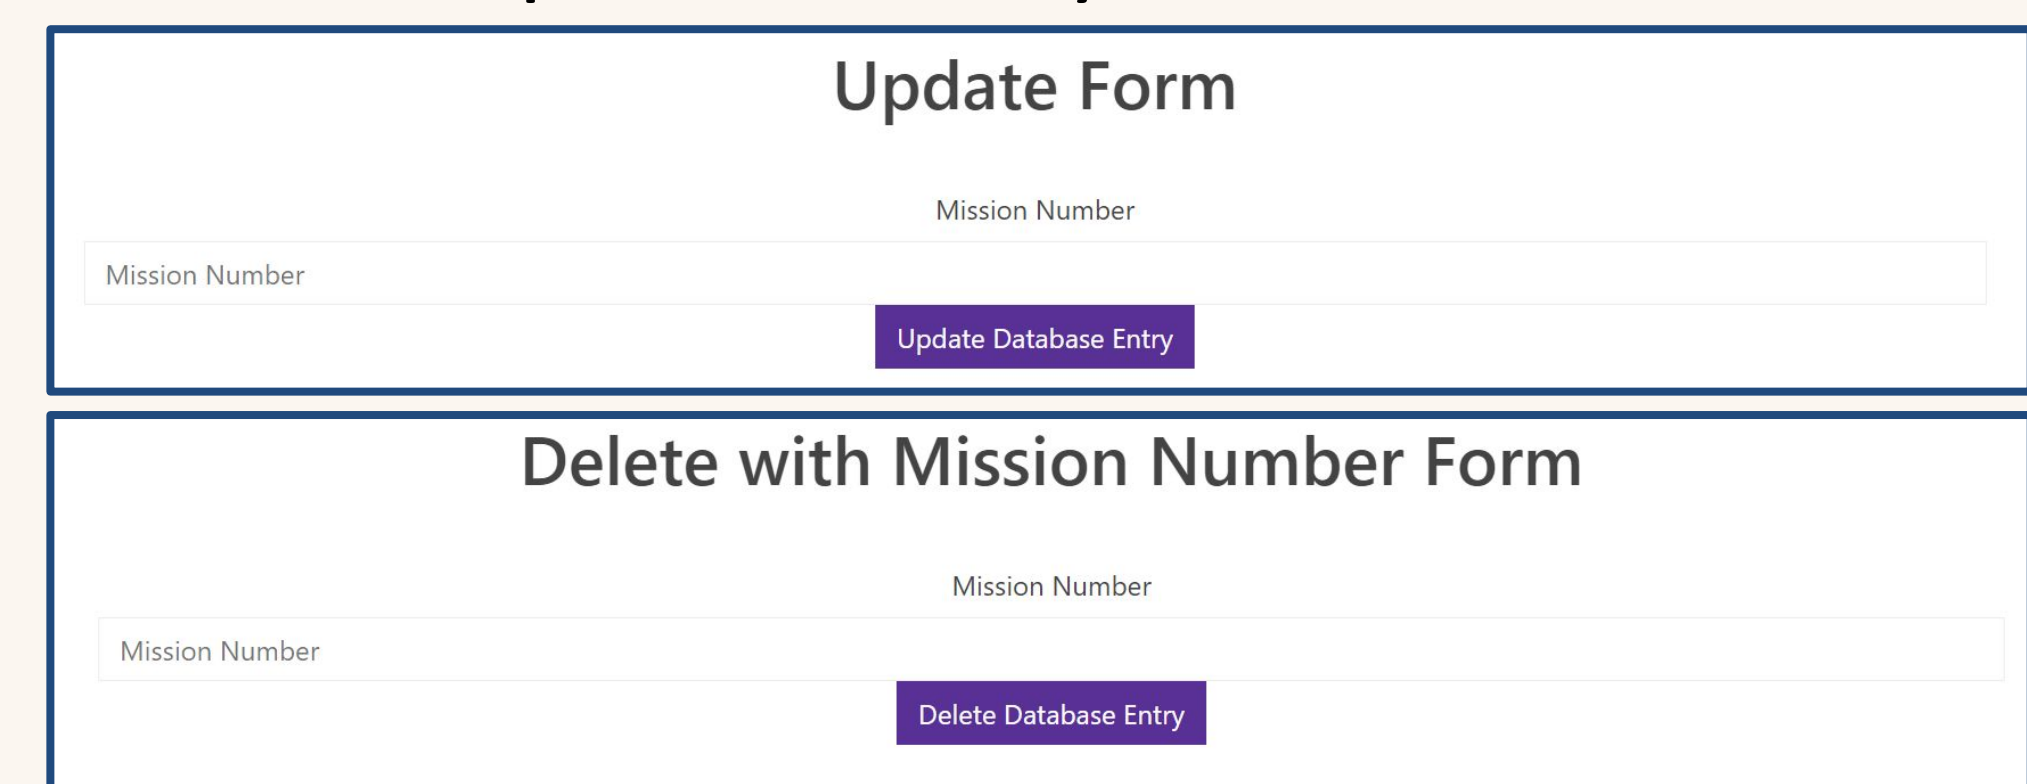 Update Form
Mission Number
Mission Number
Update Database Entry
Delete with Mission Number Form
Mission Number
Mission Number
Delete Database Entry